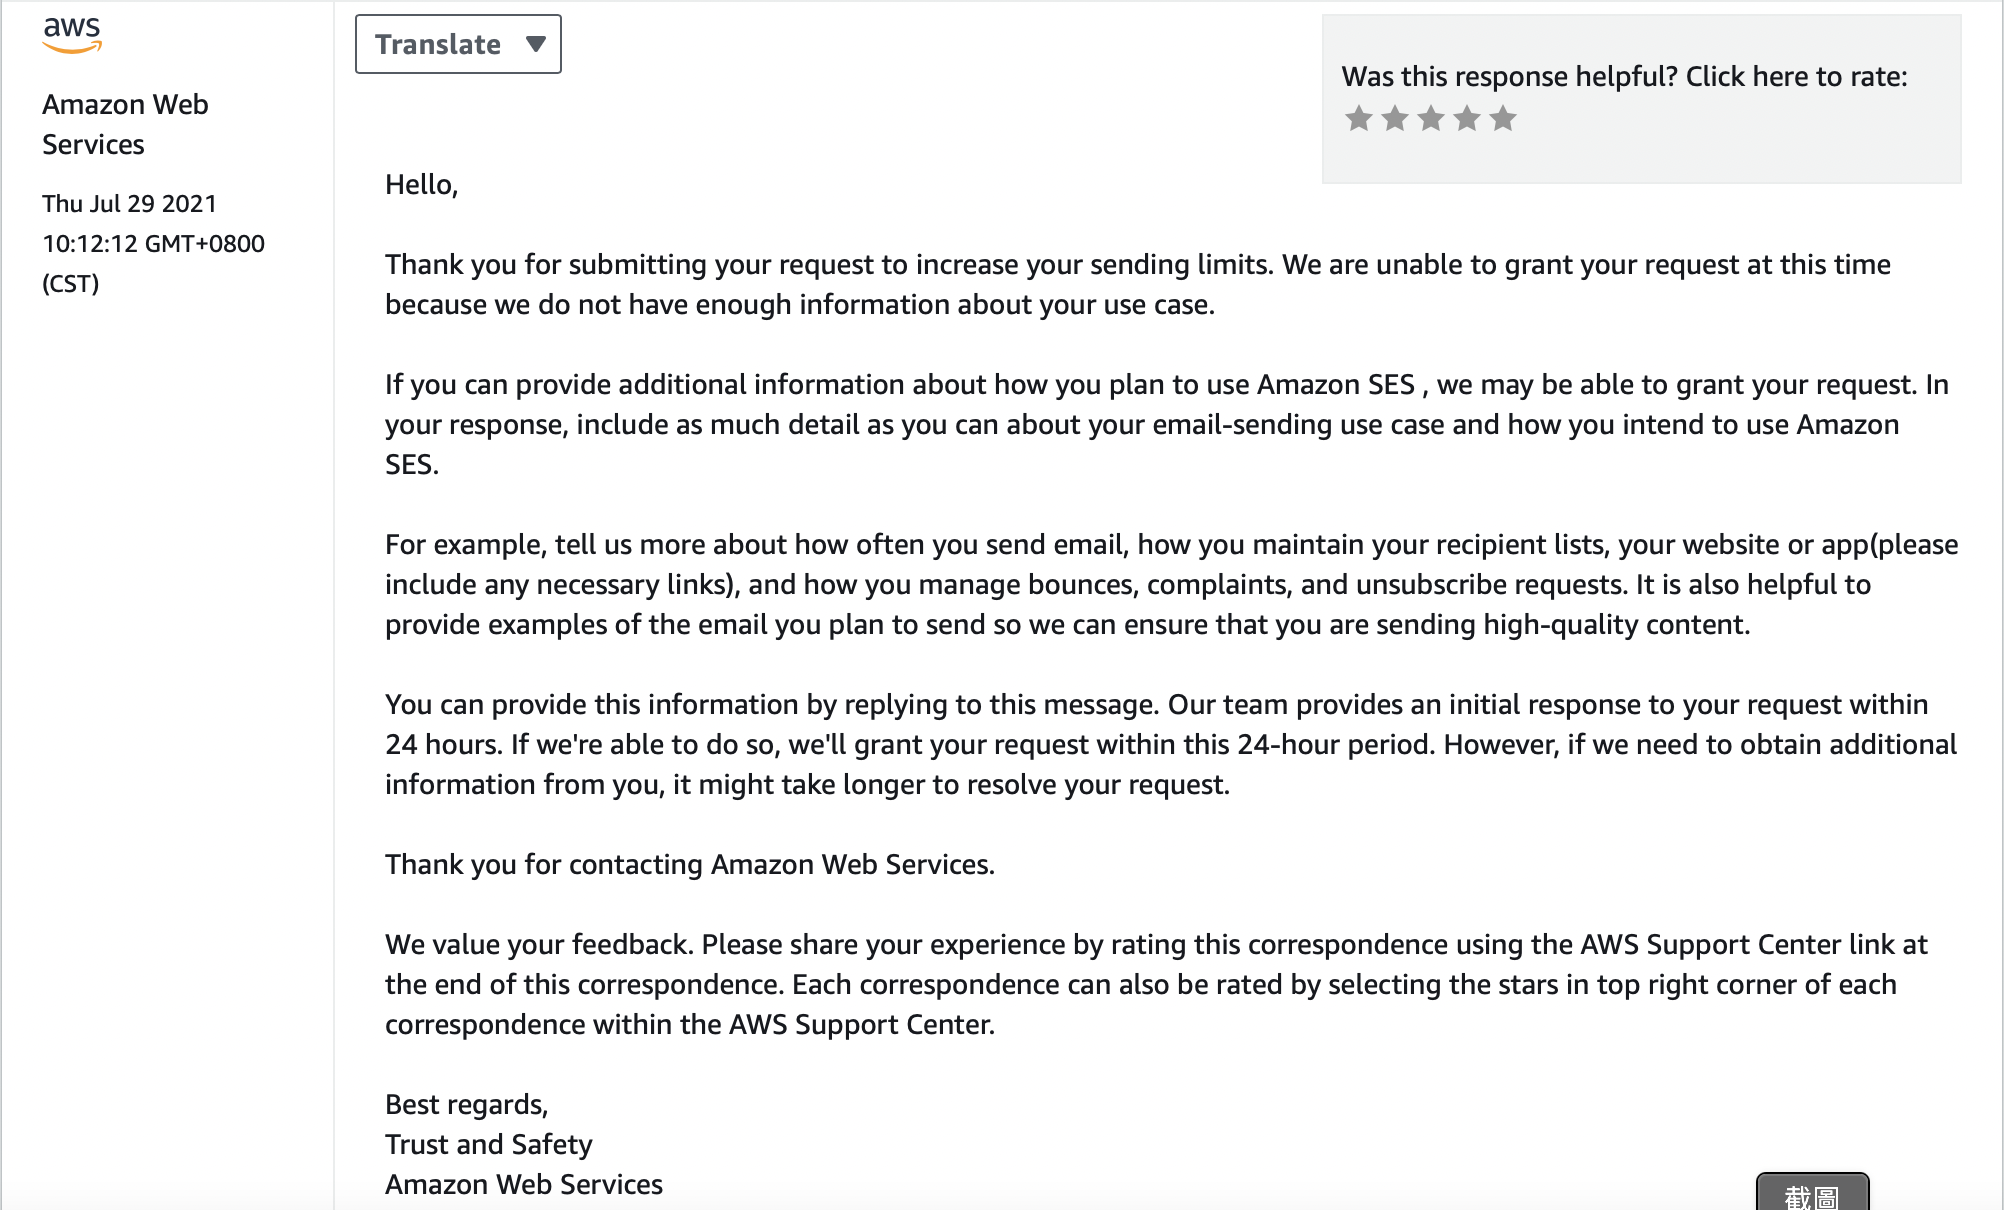 aws
Amazon Web
Services
Thu Jul 29 2021
10:12:12 GMT+0800
(CST)
Translate
Was this response helpful? Click here to rate:
Hello,
Thank you for submitting your request to increase your sending limits. We are unable to grant your request at this time
because we do not have enough information about your use case.
If you can provide additional information about how you plan to use Amazon SES , we may be able to grant your request. In
your response, include as much detail as you can about your email-sending use case and how you intend to use Amazon
SES.
For example, tell us more about how often you send email, how you maintain your recipient lists, your website or app(please
include any necessary links), and how you manage bounces, complaints, and unsubscribe requests. It is also helpful to
provide examples of the email you plan to send so we can ensure that you are sending high-quality content.
You can provide this information by replying to this message. Our team provides an initial response to your request within
24 hours. If we're able to do so, we'll grant your request within this 24-hour period. However, if we need to obtain additional
information from you, it might take longer to resolve your request.
Thank you for contacting Amazon Web Services.
We value your feedback. Please share your experience by rating this correspondence using the AWS Support Center link at
the end of this correspondence. Each correspondence can also be rated by selecting the stars in top right corner of each
correspondence within the AWS Support Center.
Best regards,
Trust and Safety
Amazon Web Services
截圖